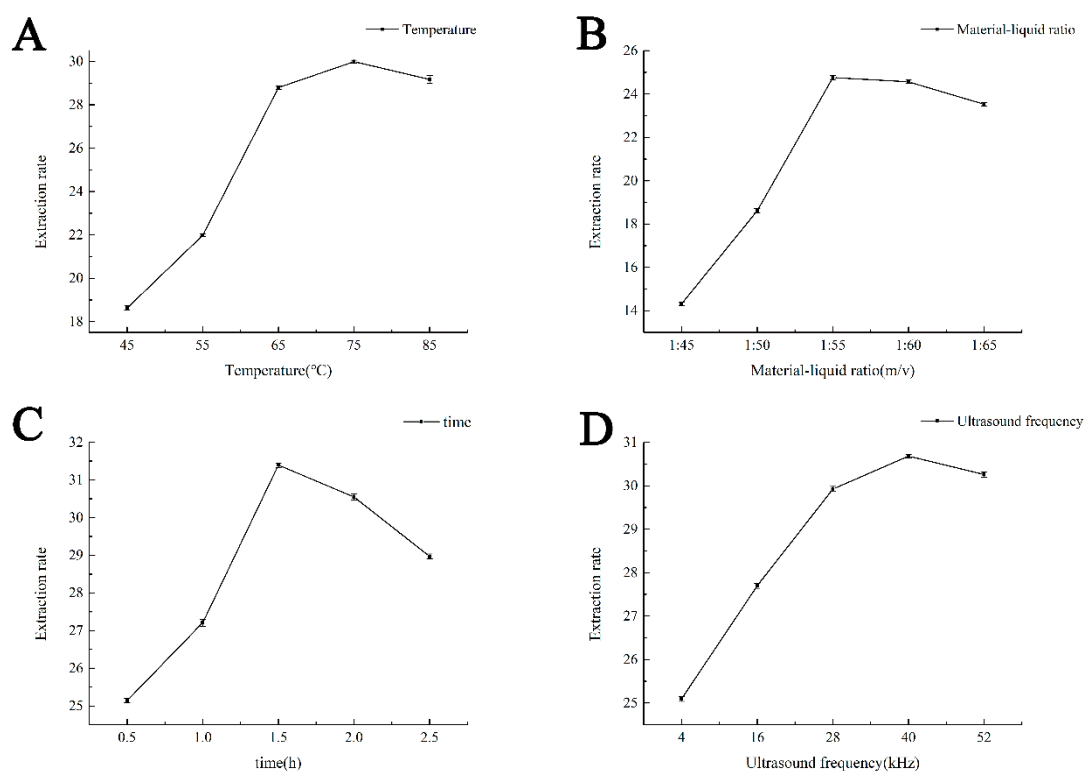 A
Temperature
30
28
26
24
22
20
18
45 55 65 75 85
Temperature(°C)
Extraction rate
B
Material-liquid ratio
26
24
22
20
18
16
14
1:45 1:50 1:55 1:60 1:65
Material-liquid ratio(m/v)
Extraction rate
C
time
32
31
30
29
28
27
26
25
0.5 1.0 1.5 2.0 2.5
time(h)
Extraction rate
D
Ultrasound frequency
31
30
29
28
27
26
25
4 16 28 40 52
Ultrasound frequency(kHz)
Extraction rate